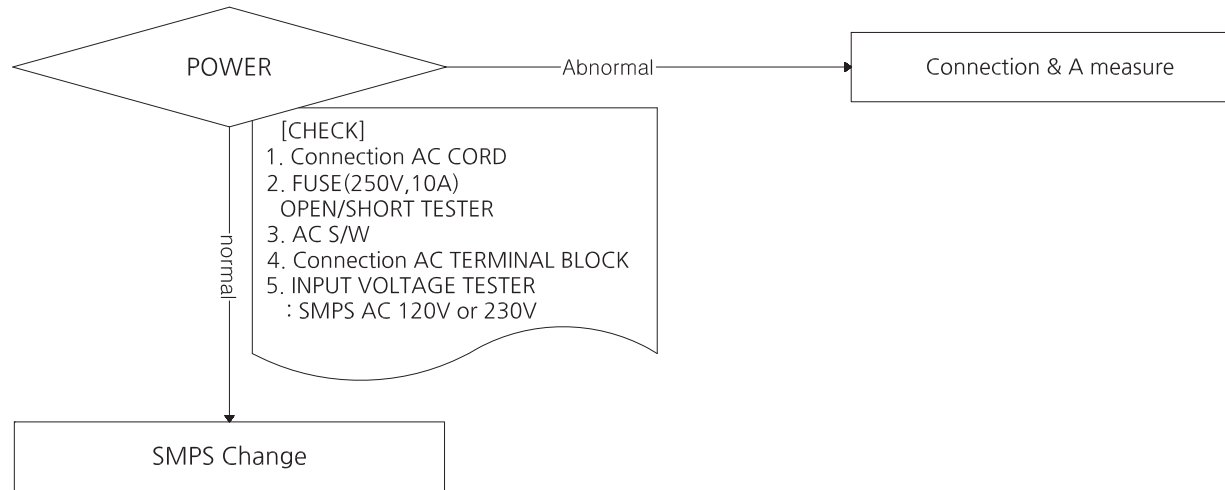 POWER
Abnormal
Connection & A measure
[CHECK]
1. Connection AC CORD
2. FUSE(250V,10A)
OPEN/SHORT TESTER
3. AC S/W
4. Connection AC TERMINAL BLOCK
5. INPUT VOLTAGE TESTER
: SMPS AC 120V or 230V
normal
SMPS Change